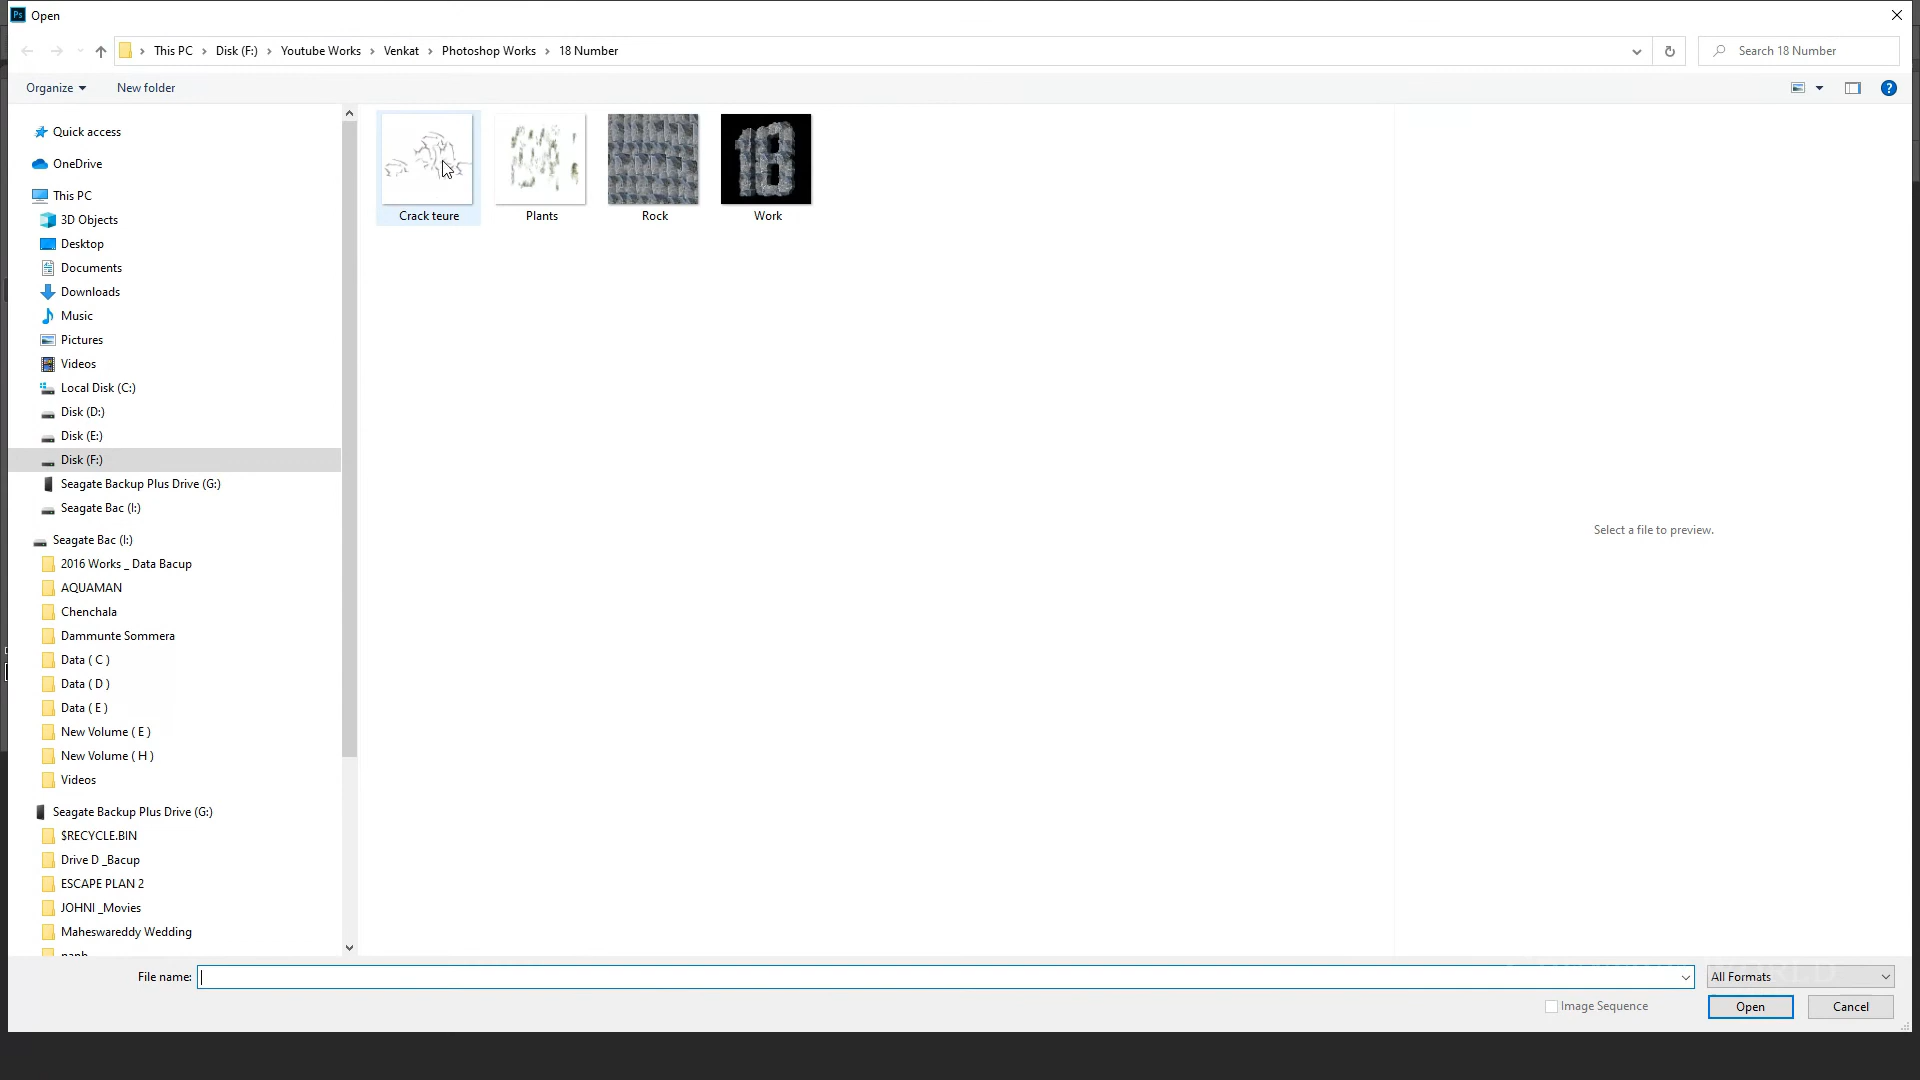 Ps Open
This PC > Disk (F:) > Youtube Works > Venkat > Photoshop Works > 18 Number
Search 18 Number
Organize
New folder
?
Quick access
OneDrive
This PC
3D Objects
Desktop
Documents
Downloads
Music
Pictures
Videos
Local Disk (C:)
Disk (D:)
Disk (E:)
Disk (F:)
Seagate Backup Plus Drive (G:)
Seagate Bac (I:)
Seagate Bac (I:)
2016 Works _ Data Bacup
AQUAMAN
Chenchala
Dammunte Sommera
Data ( C )
Data ( D )
Data ( E )
New Volume ( E )
New Volume ( H )
Videos
Seagate Backup Plus Drive (G:)
$RECYCLE.BIN
Drive D _Bacup
ESCAPE PLAN 2
JOHNI _Movies
Maheswareddy Wedding
18
Crack teure
Plants
Rock
Work
Select a file to preview.
File name:
All Formats
Image Sequence
Open
Cancel